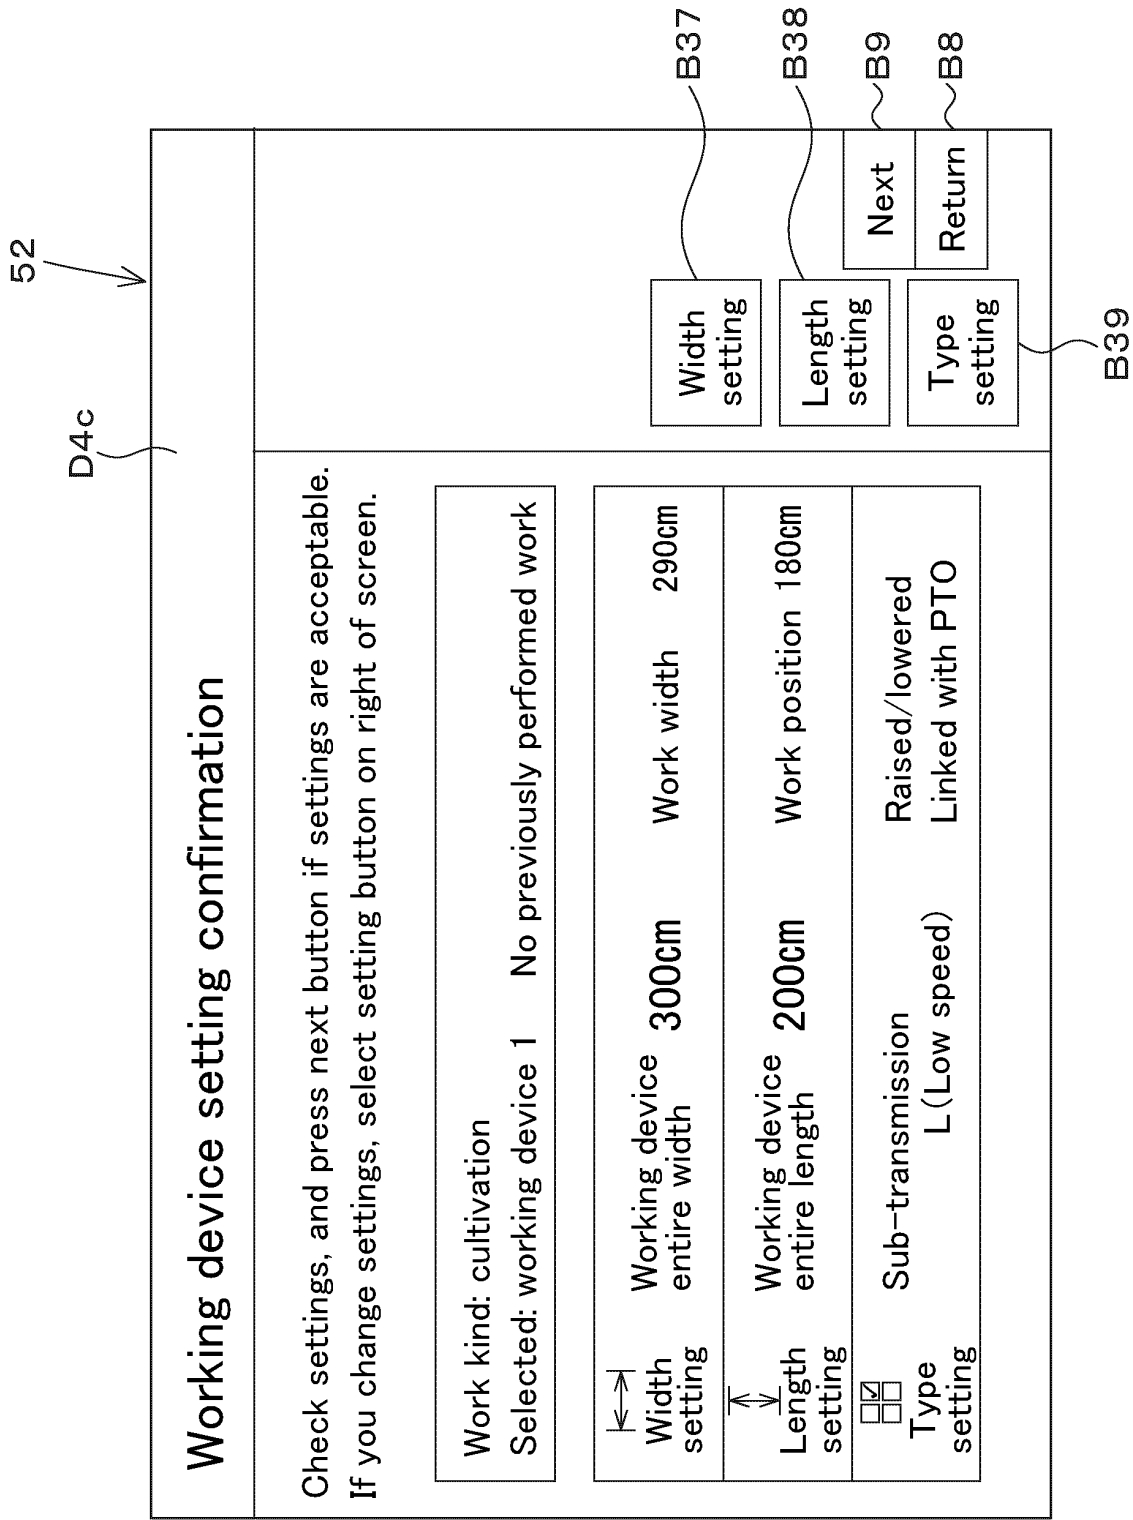 52
D4c
Working device setting confirmation
Check settings, and press next button if settings are acceptable.
If you change settings, select setting button on right of screen.
Work kind: cultivation
Selected: working device 1 No previously performed work
Width
setting
Working device
entire width
300cm
Work width 290cm
Length
setting
Working device
entire length
200cm
Work position 180cm
Type
setting
Sub-transmission
L(Low speed)
Raised/lowered
Linked with PTO
Width
setting
B37
Length
setting
B38
Type
setting
B39
Next
B9
Return
B8